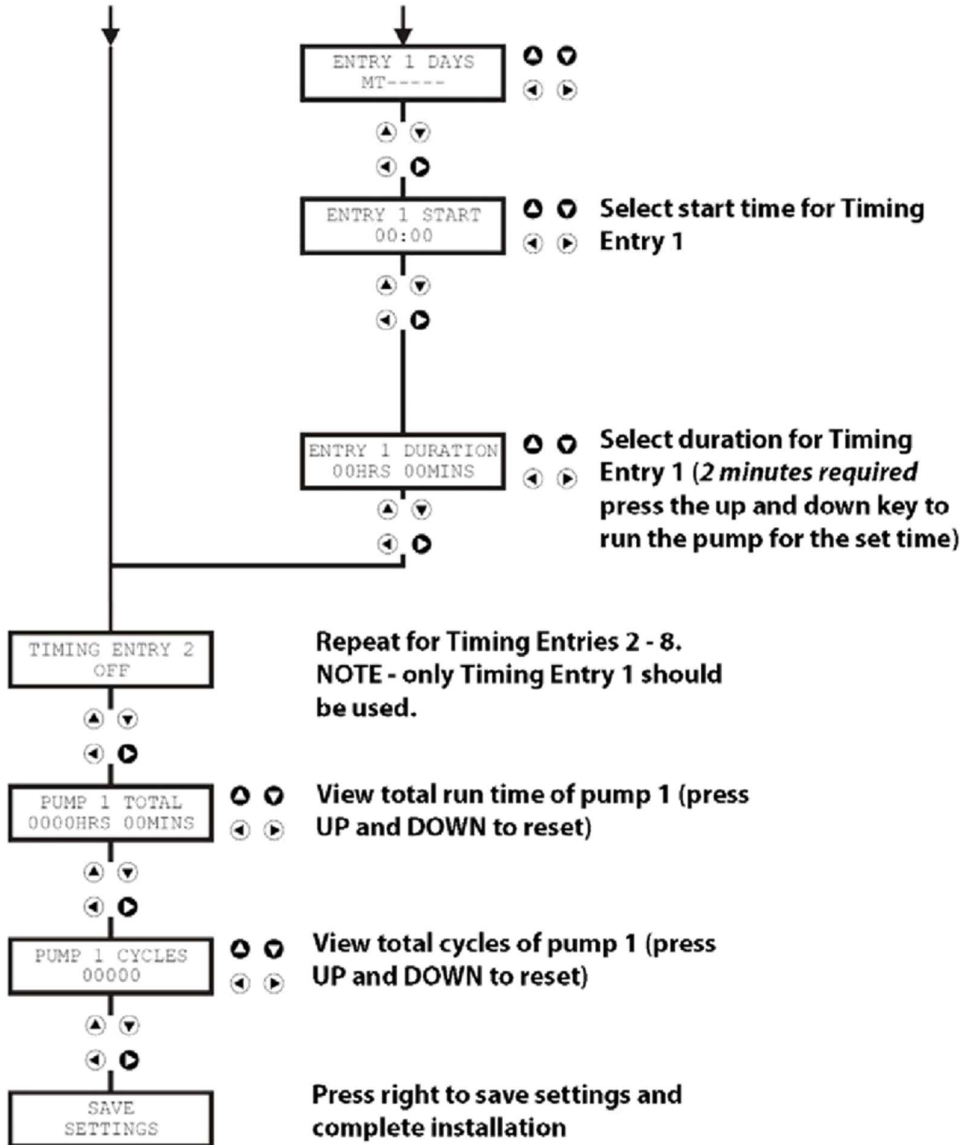 ENTRY 1 DAYS
MT-----
ENTRY 1 START
00:00
Select start time for Timing
Entry 1
ENTRY 1 DURATION
00HRS 00MINS
Select duration for Timing
Entry 1 (2 minutes required
press the up and down key to
run the pump for the set time)
TIMING ENTRY 2
OFF
Repeat for Timing Entries 2 - 8.
NOTE - only Timing Entry 1 should
be used.
PUMP 1 TOTAL
0000HRS 00MINS
View total run time of pump 1 (press
UP and DOWN to reset)
PUMP 1 CYCLES
00000
View total cycles of pump 1 (press
UP and DOWN to reset)
SAVE
SETTINGS
Press right to save settings and
complete installation